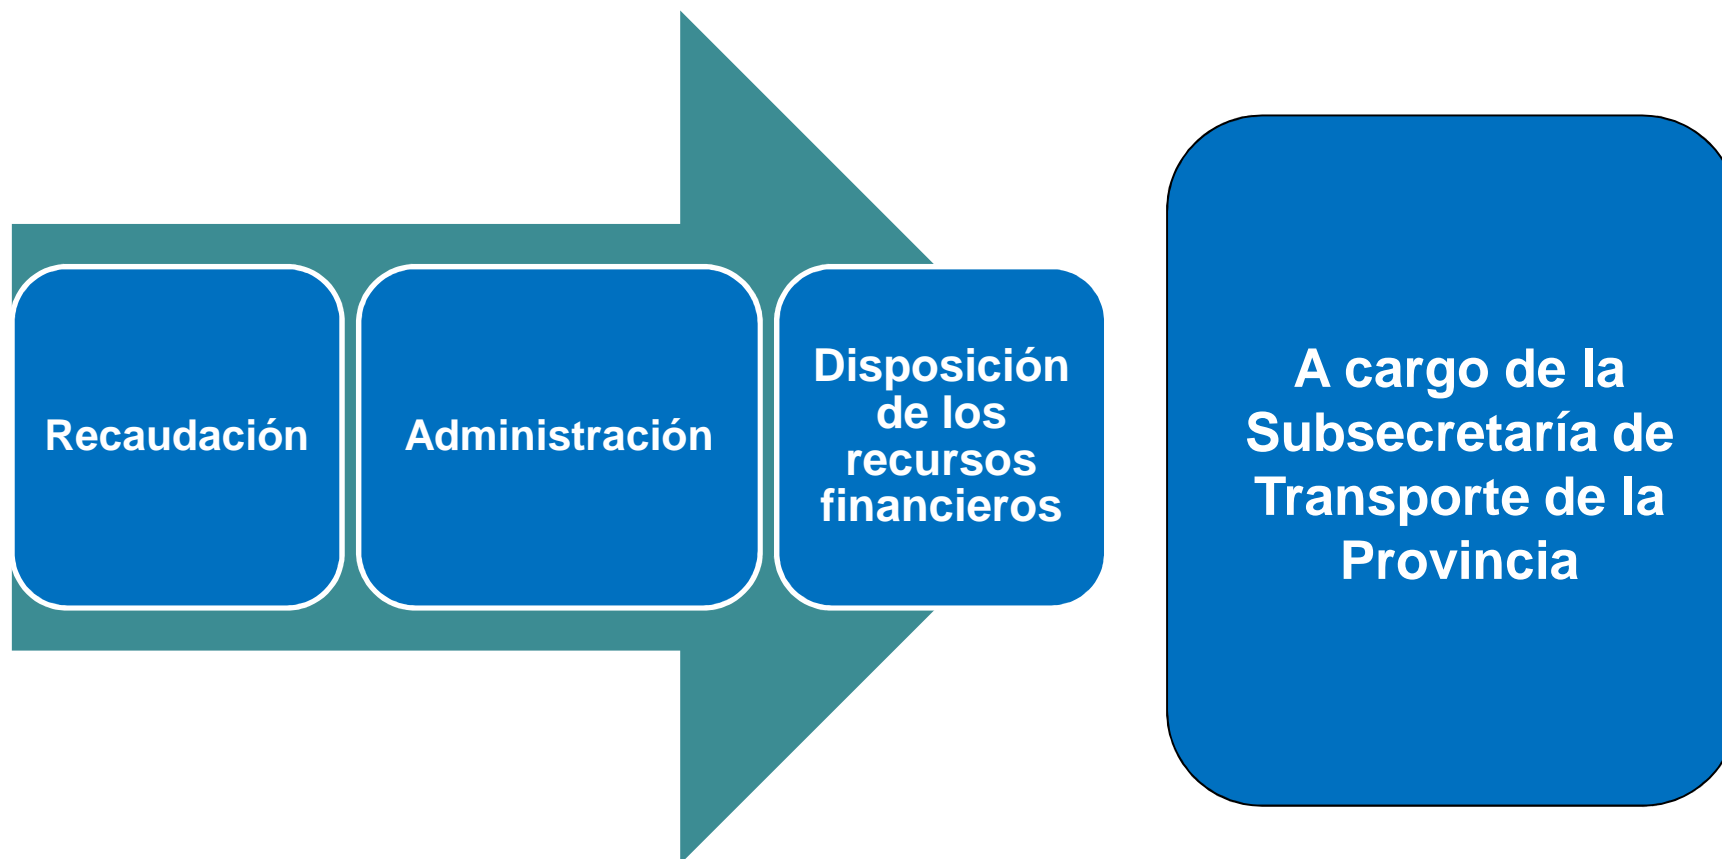 Recaudación
Administración
Disposición
de los
recursos
financieros
A cargo de la
Subsecretaría de
Transporte de la
Provincia